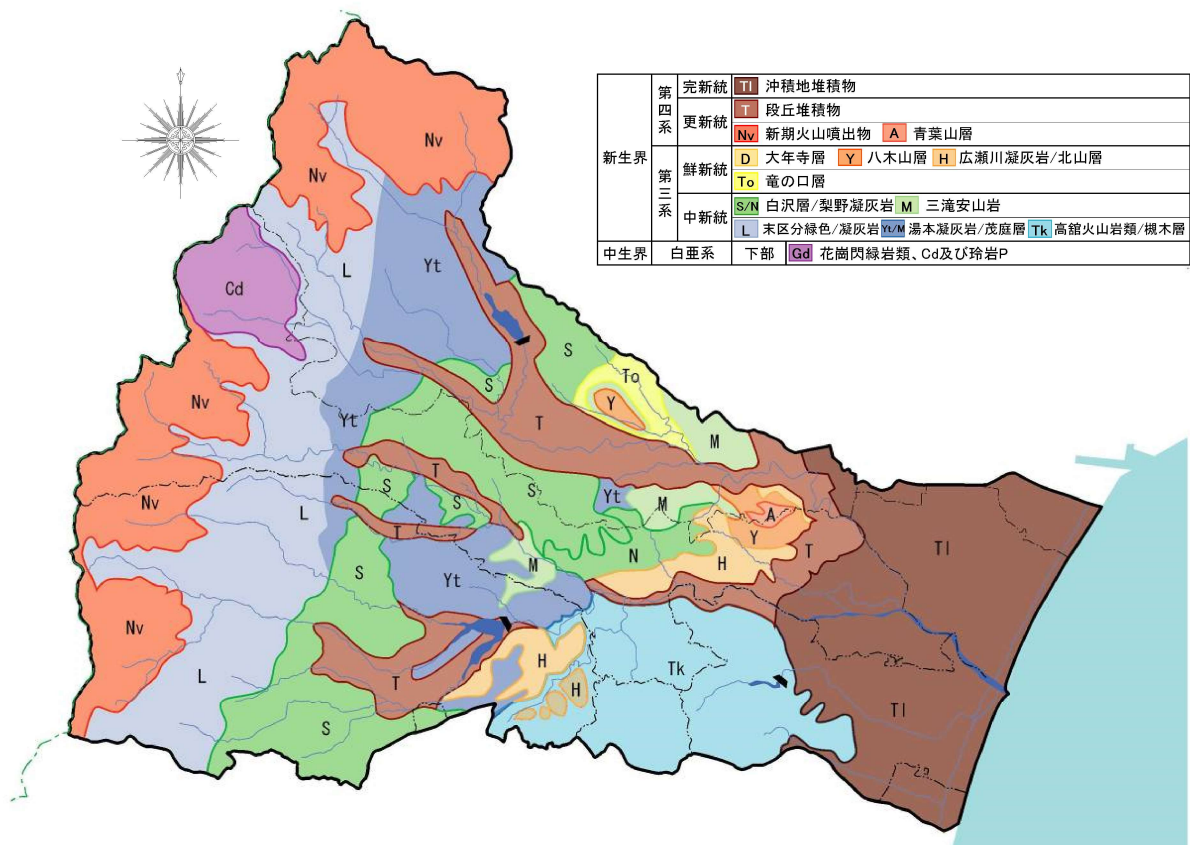 新生界
第四系
完新統
Tl 沖積地堆積物
更新統
T 段丘堆積物
Nv 新期火山噴出物 A 青葉山層
第三系
鮮新統
D 大年寺層 Y 八木山層 H 広瀬川凝灰岩/北山層
To 竜の口層
中新統
S/N 白沢層/梨野凝灰岩 M 三滝安山岩
L 末区分緑色/凝灰岩 Yt/M 湯本凝灰岩/茂庭層 Tk 高舘火山岩類/槻木層
中生界 白亜系 下部 Gd 花崗閃緑岩類、Cd及び玲岩P
Nv
Nv
L
Yt
Cd
S
To
S
Y
Nv
Yt
T
M
T
S
S
S
Nv
L
Yt
M
A
T
Y
Tl
N
H
T
M
S
Yt
Nv
H
Tk
L
T
H
Tl
S